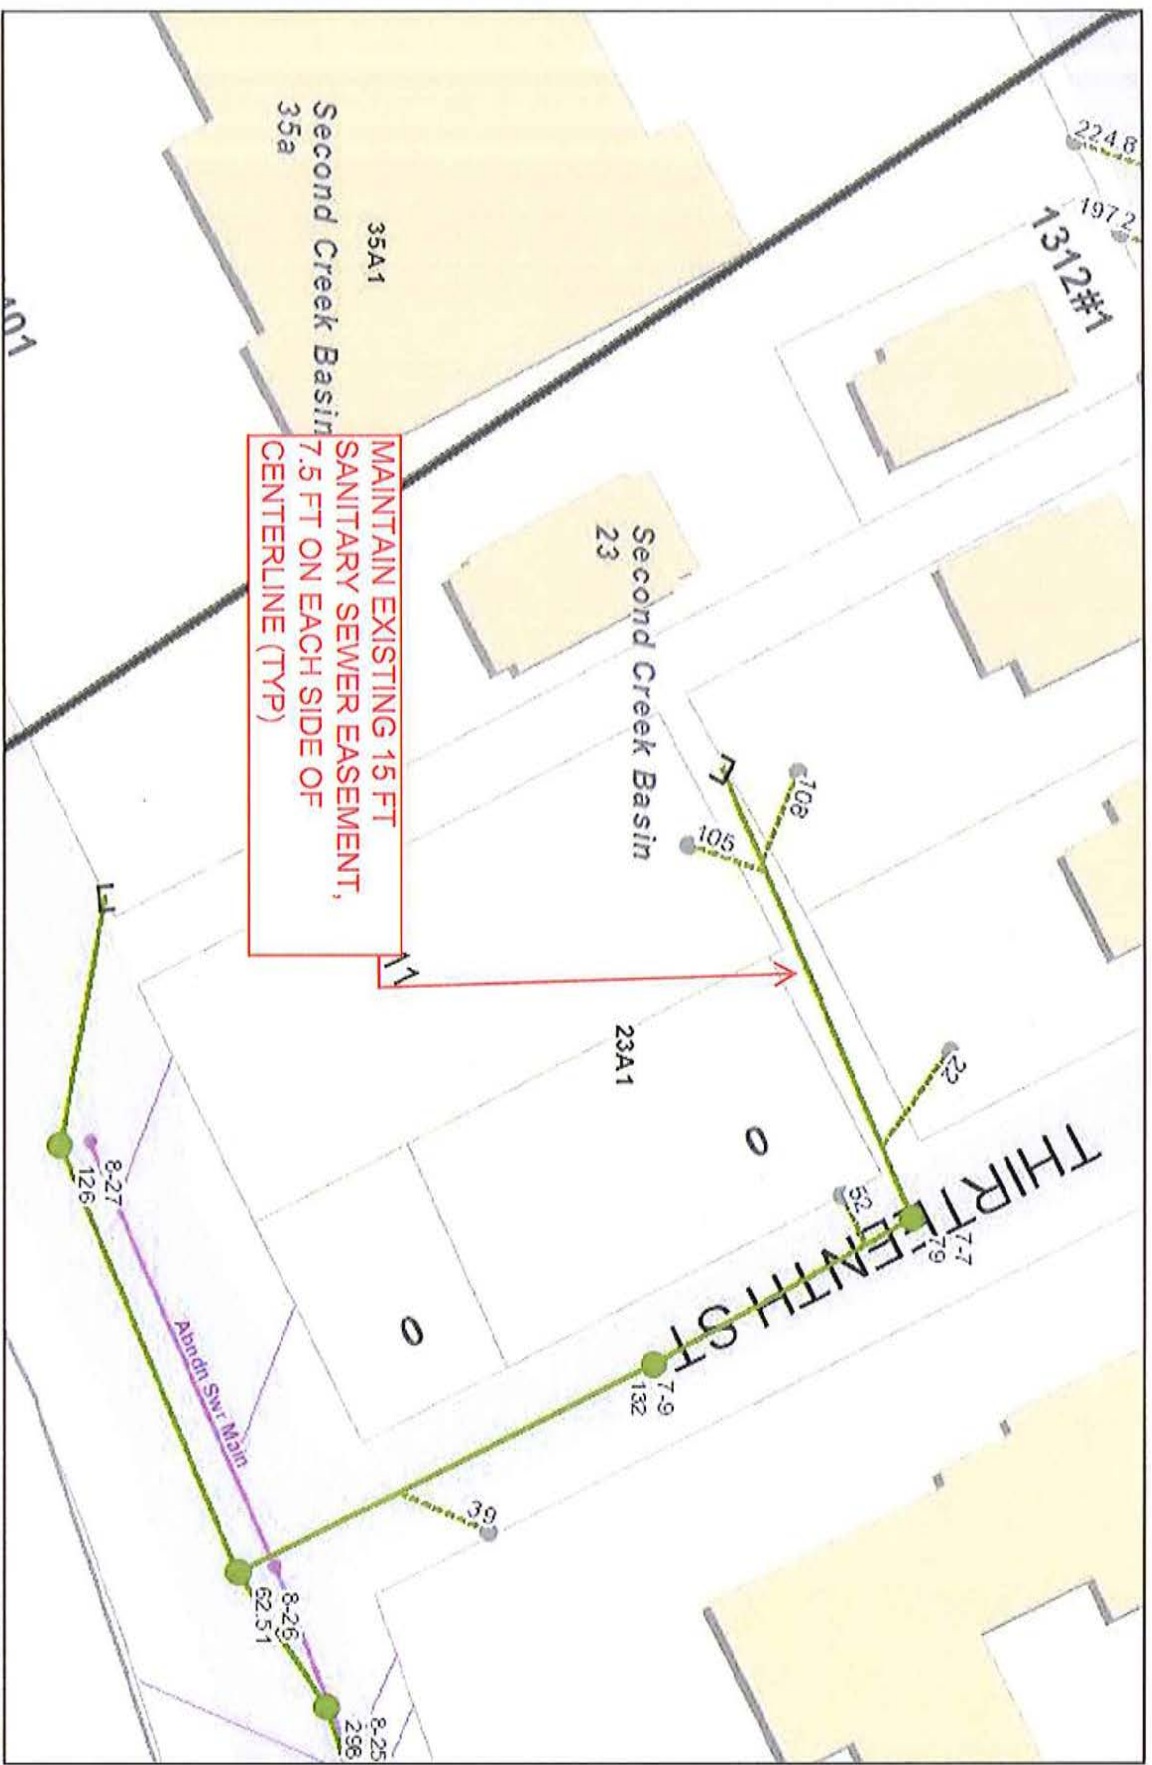 224.8
197.2
1312#1
Second Creek Basin
35a
35A1
401
MAINTAIN EXISTING 15 FT
SANITARY SEWER EASEMENT,
7.5 FT ON EACH SIDE OF
CENTERLINE (TYP)
Second Creek Basin
23
108
105
22
11
23A1
0
0
52
THIRTEENTH ST
7-7
79
7-9
132
39
8-27
126
Abndn Swr Main
8-26
62.51
8-25
298